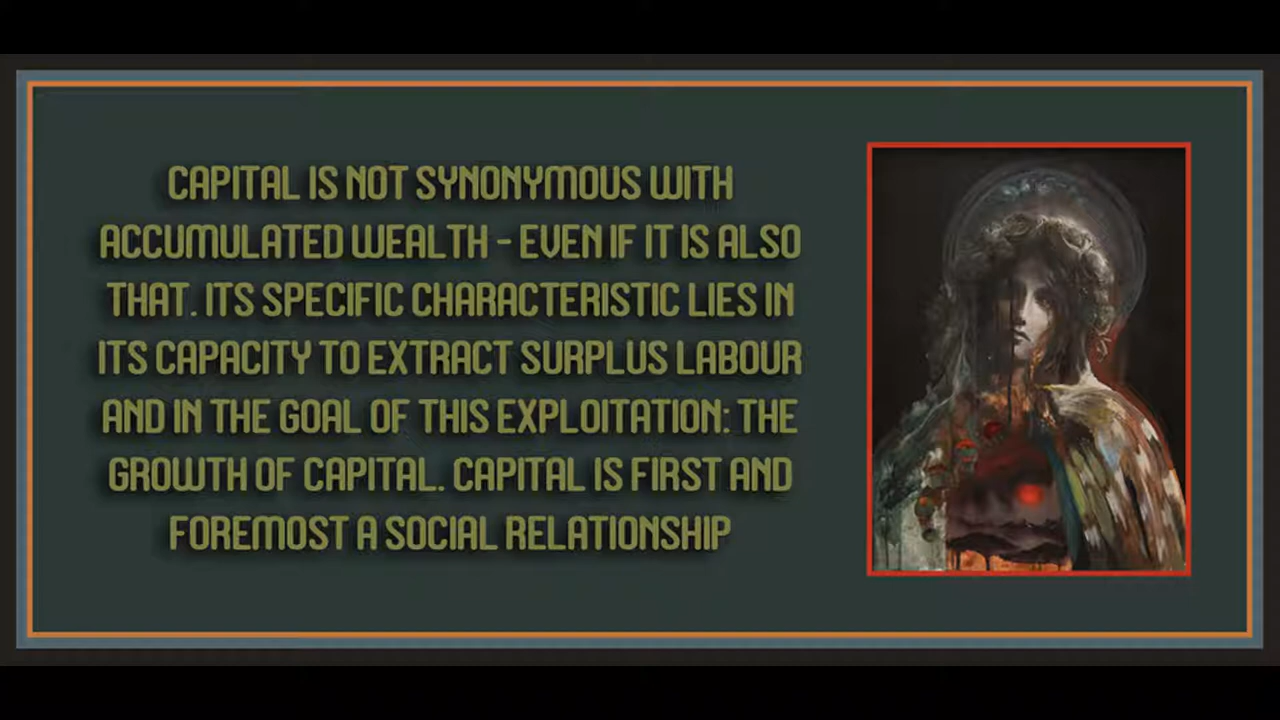 CAPITAL IS NOT SYNONYMOUS WITH
ACCUMULATED WEALTH - EVEN IF IT IS ALSO
THAT. ITS SPECIFIC CHARACTERISTIC LIES IN
ITS CAPACITY TO EXTRACT SURPLUS LABOUR
AND IN THE GOAL OF THIS EXPLOITATION: THE
GROWTH OF CAPITAL. CAPITAL IS FIRST AND
FOREMOST A SOCIAL RELATIONSHIP